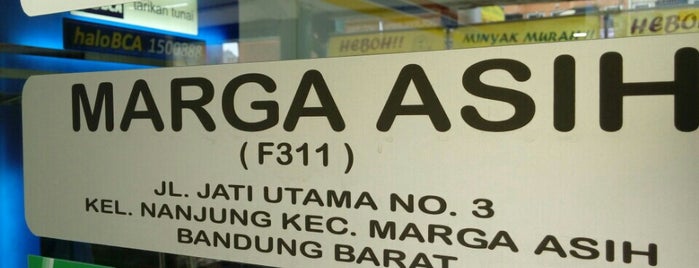 tarikan tunai
haloBCA 1500888
HEBOH!!
MINYAK MURAH!!
HEBO
MARGA ASIH
( F311 )
JL. JATI UTAMA NO. 3
KEL. NANJUNG KEC. MARGA ASIH
BANDUNG BARAT